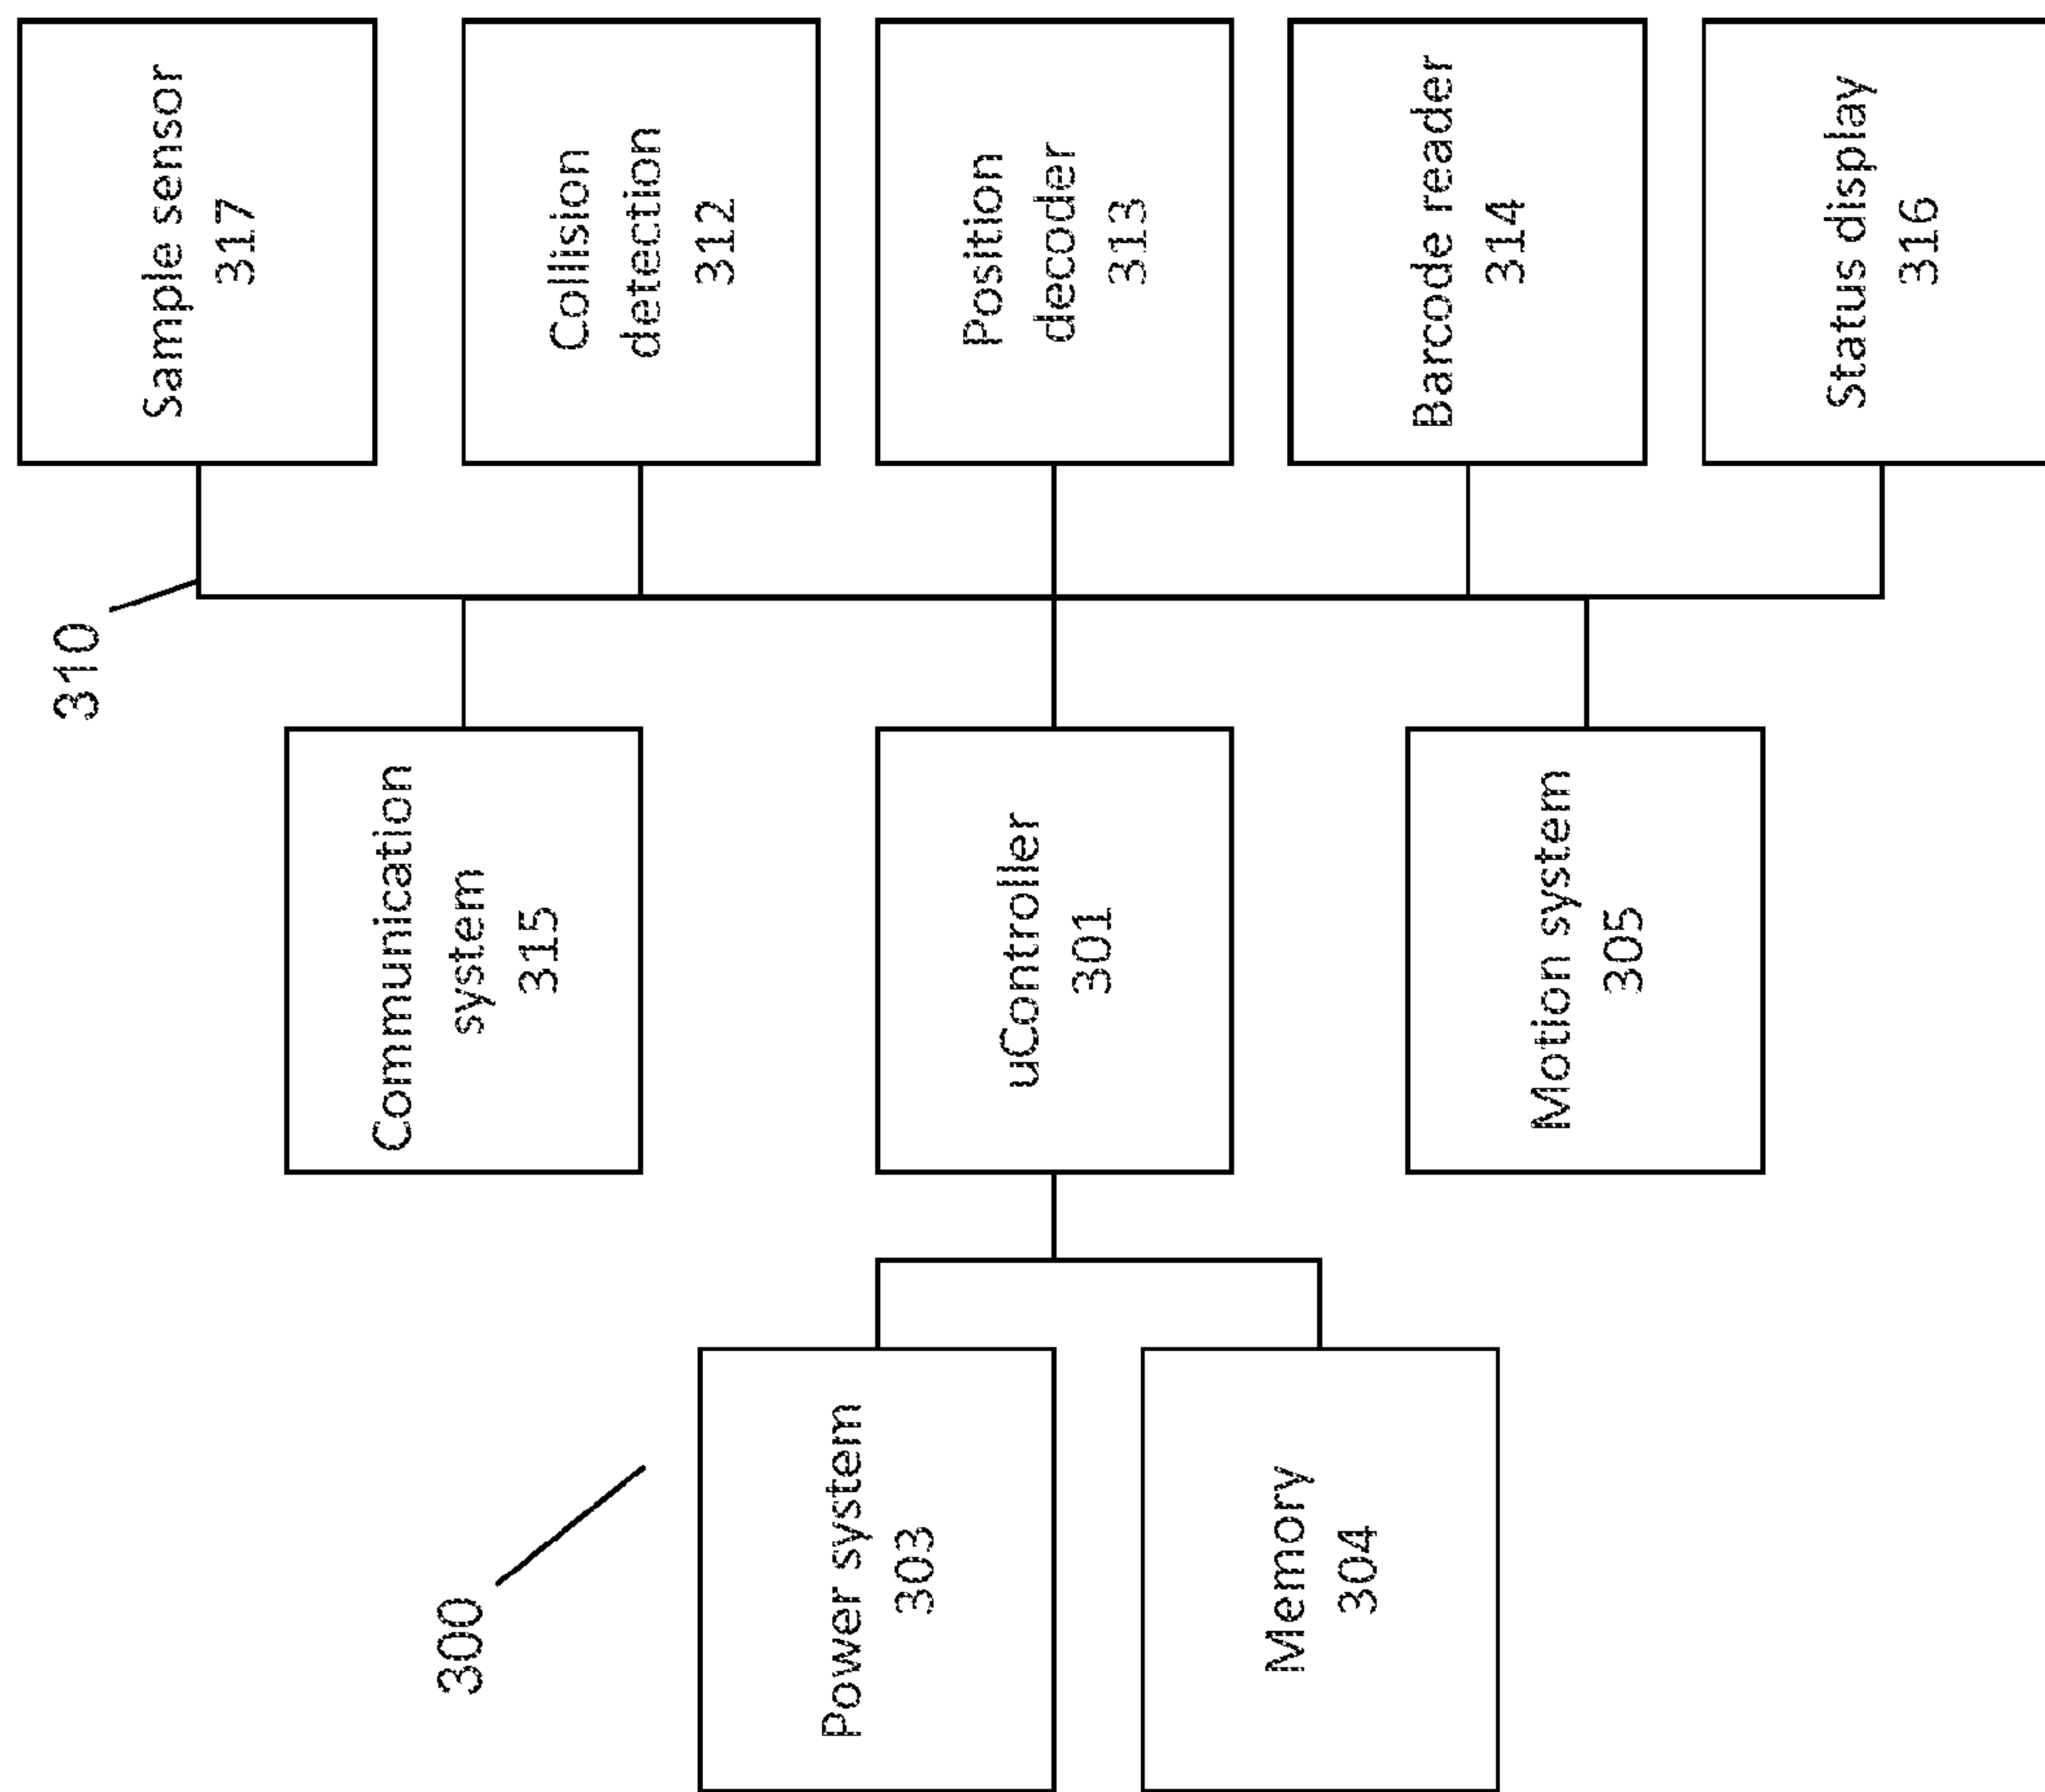 310
Sample sensor
317
Communication
system
315
300
Collision
detection
312
Power system
303
uController
301
Position
decoder
313
Memory
304
Barcode reader
314
Motion system
305
Status display
316